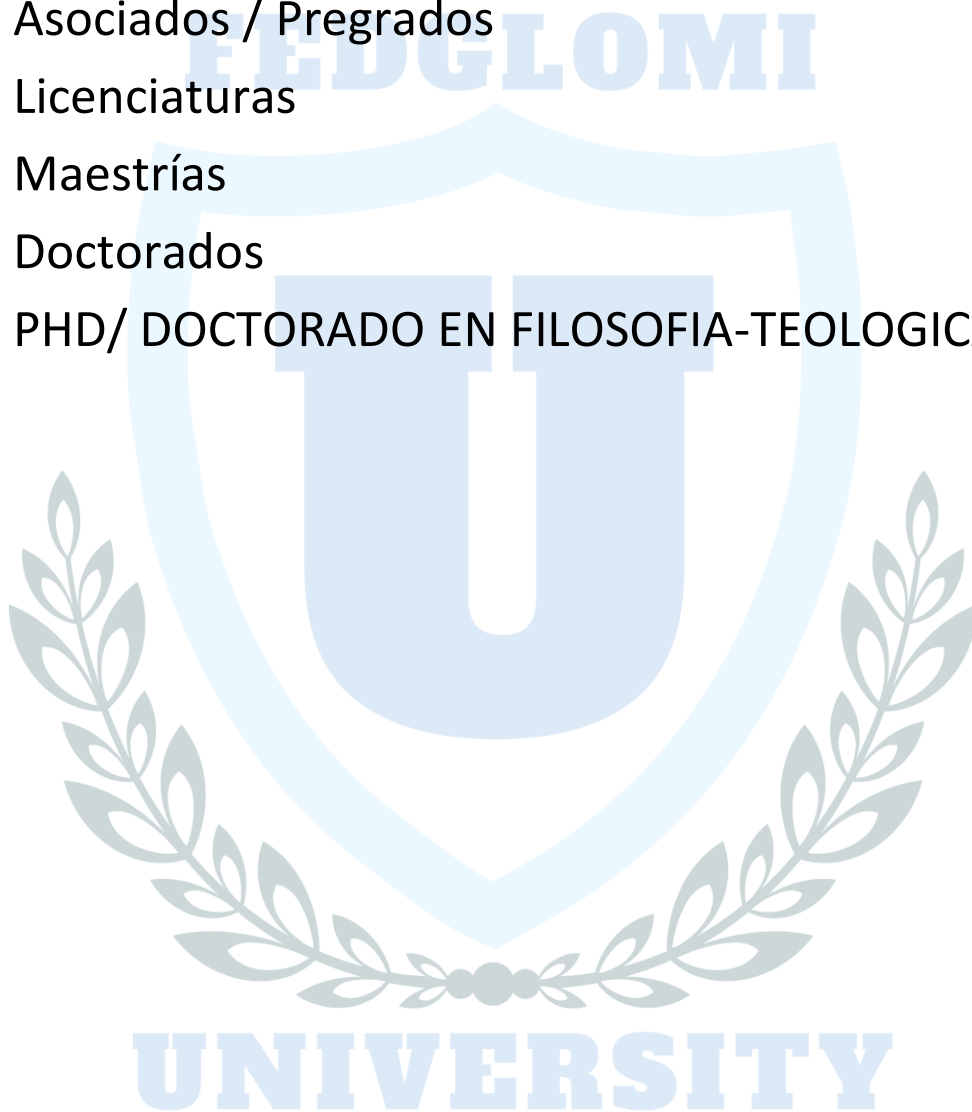 Asociados / Pregrados
FEDGLOMI
Licenciaturas
Maestrías
Doctorados
PHD/ DOCTORADO EN FILOSOFIA-TEOLOGIC
U
UNIVERSITY